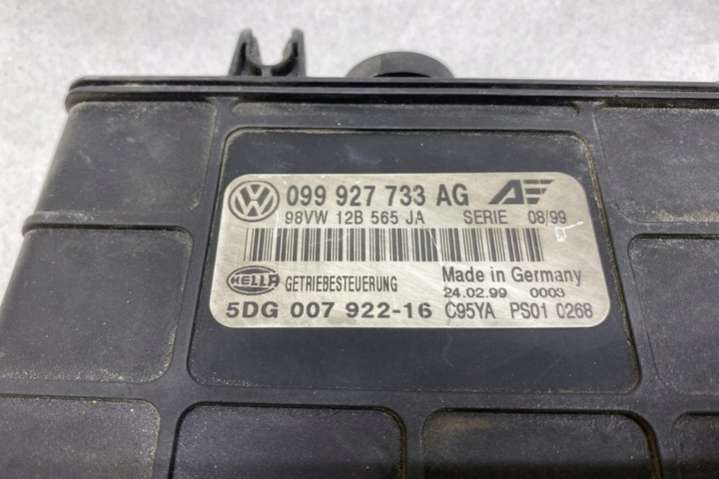 VW 099 927 733 AG
98VW 12B 565 JA SERIE 08/99
HELLA GETRIEBESTEUERUNG Made in Germany
24.02.99 0003
5DG 007 922-16 C95YA PS01 0268